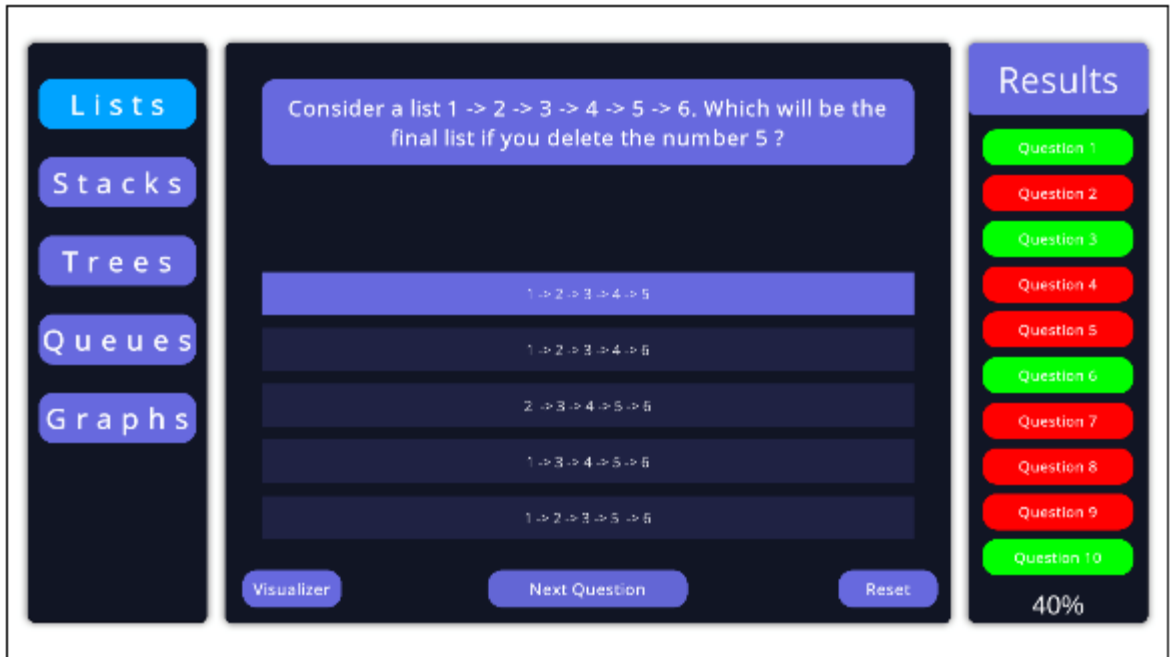 Lists
Stacks
Trees
Queues
Graphs
Consider a list 1 -> 2 -> 3 -> 4 -> 5 -> 6. Which will be the
final list if you delete the number 5 ?
1 -> 2 -> 3 -> 4 -> 5
1 -> 2 -> 3 -> 4 -> 6
2 -> 3 -> 4 -> 5 -> 6
1 -> 3 -> 4 -> 5 -> 6
1 -> 2 -> 3 -> 5 -> 6
Visualizer
Next Question
Reset
Results
Question 1
Question 2
Question 3
Question 4
Question 5
Question 6
Question 7
Question 8
Question 9
Question 10
40%